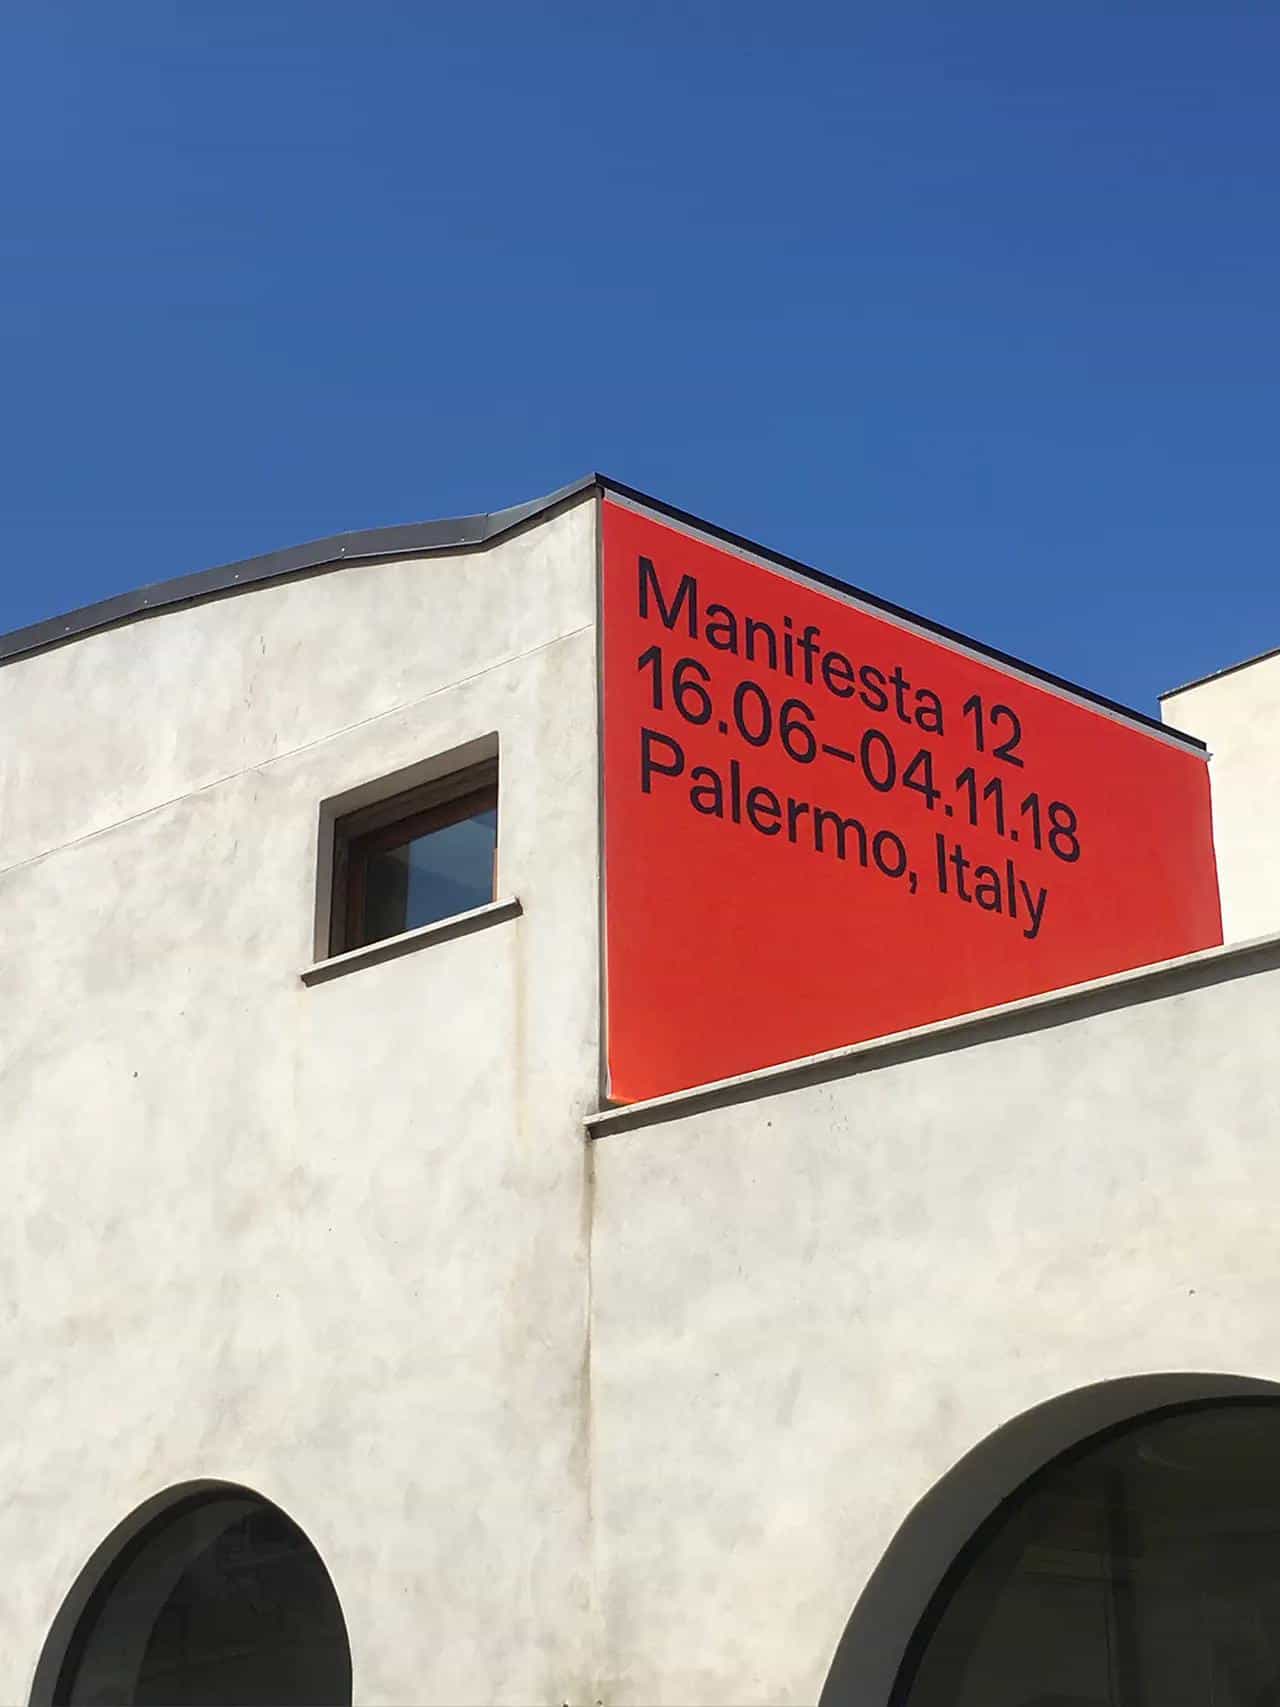 Manifesta 12
16.06–04.11.18
Palermo, Italy